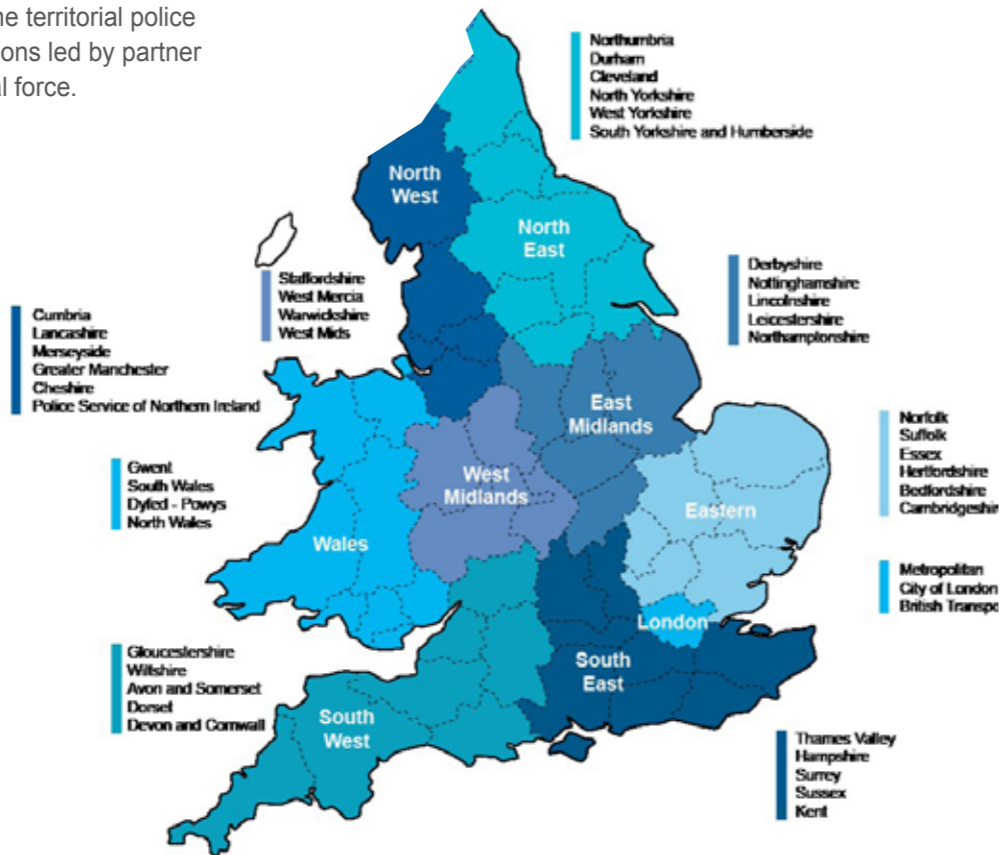 ne territorial police
ions led by partner
al force.
Northumbria
Durham
Cleveland
North Yorkshire
West Yorkshire
South Yorkshire and Humberside
North
West
North
East
Staffordshire
West Mercia
Warwickshire
West Mids
Derbyshire
Nottinghamshire
Lincolnshire
Leicestershire
Northamptonshire
Cumbria
Lancashire
Merseyside
Greater Manchester
Cheshire
Police Service of Northern Ireland
East
Midlands
Norfolk
Suffolk
Essex
Hertfordshire
Bedfordshire
Cambridgeshir
West
Midlands
Eastern
Gwent
South Wales
Dyfed - Powys
North Wales
Wales
Metropolitan
City of London
British Transpo
London
Gloucestershire
Wiltshire
Avon and Somerset
Dorset
Devon and Cornwall
South
East
South
West
Thames Valley
Hampshire
Surrey
Sussex
Kent